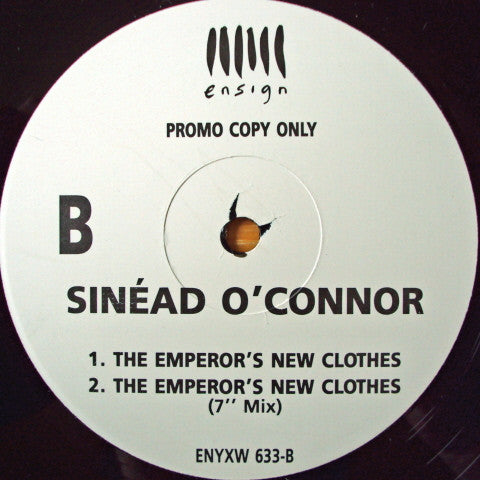 ensign
PROMO COPY ONLY
B
SINÉAD O'CONNOR
1. THE EMPEROR'S NEW CLOTHES
2. THE EMPEROR'S NEW CLOTHES
(7'' Mix)
ENYXW 633-B